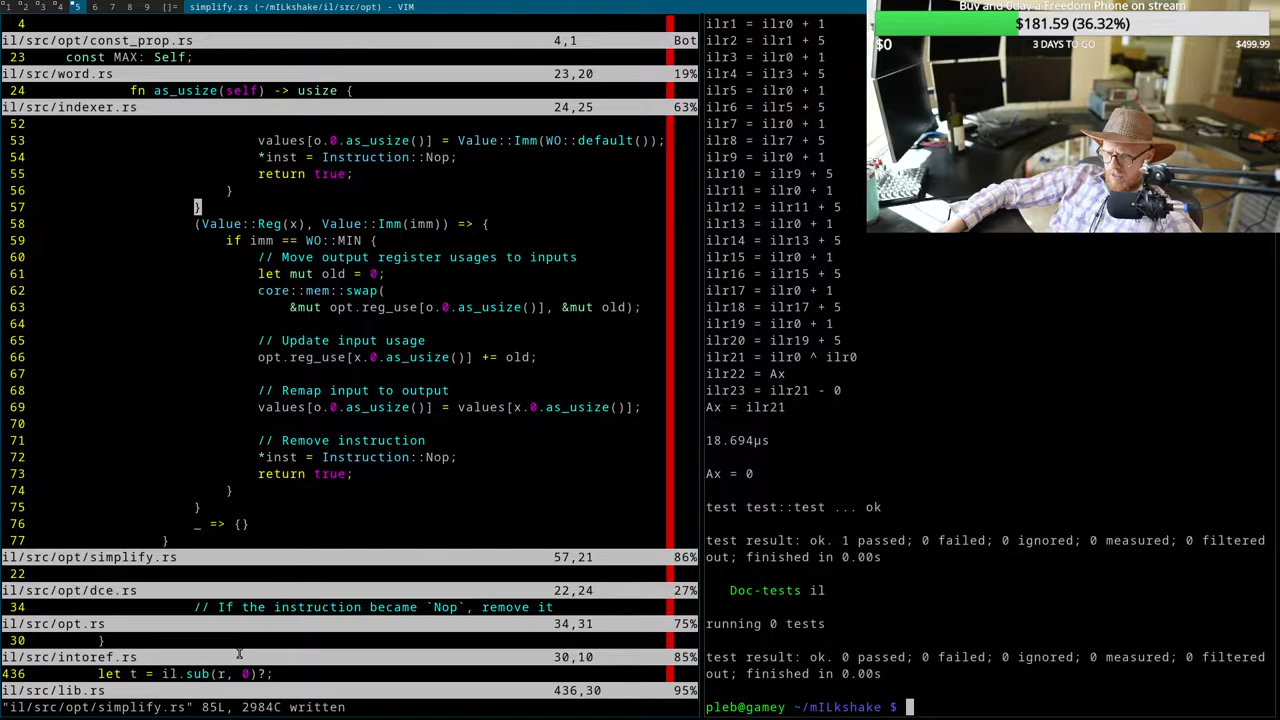 1 2 3 4 5 6 7 8 9 []= simplify.rs (~/mILkshake/il/src/opt) - VIM
4
il/src/opt/const_prop.rs 4,1 Bot
23 const MAX: Self;
il/src/word.rs 23,20 19%
24 fn as_usize(self) -> usize {
il/src/indexer.rs 24,25 63%
52
53 values[o.0.as_usize()] = Value::Imm(WO::default());
54 *inst = Instruction::Nop;
55 return true;
56 }
57 }
58 (Value::Reg(x), Value::Imm(imm)) => {
59 if imm == WO::MIN {
60 // Move output register usages to inputs
61 let mut old = 0;
62 core::mem::swap(
63 &mut opt.reg_use[o.0.as_usize()], &mut old);
64
65 // Update input usage
66 opt.reg_use[x.0.as_usize()] += old;
67
68 // Remap input to output
69 values[o.0.as_usize()] = values[x.0.as_usize()];
70
71 // Remove instruction
72 *inst = Instruction::Nop;
73 return true;
74 }
75 }
76 _ => {}
77 }
il/src/opt/simplify.rs 57,21 86%
22
il/src/opt/dce.rs 22,24 27%
34 // If the instruction became `Nop`, remove it
il/src/opt.rs 34,31 75%
30 }
il/src/intoref.rs 30,10 85%
436 let t = il.sub(r, 0)?;
il/src/lib.rs 436,30 95%
"il/src/opt/simplify.rs" 85L, 2984C written
ilr1 = ilr0 + 1
ilr2 = ilr1 + 5
ilr3 = ilr0 + 1
ilr4 = ilr3 + 5
ilr5 = ilr0 + 1
ilr6 = ilr5 + 5
ilr7 = ilr0 + 1
ilr8 = ilr7 + 5
ilr9 = ilr0 + 1
ilr10 = ilr9 + 5
ilr11 = ilr0 + 1
ilr12 = ilr11 + 5
ilr13 = ilr0 + 1
ilr14 = ilr13 + 5
ilr15 = ilr0 + 1
ilr16 = ilr15 + 5
ilr17 = ilr0 + 1
ilr18 = ilr17 + 5
ilr19 = ilr0 + 1
ilr20 = ilr19 + 5
ilr21 = ilr0 ^ ilr0
ilr22 = Ax
ilr23 = ilr21 - 0
Ax = ilr21
18.694µs
Ax = 0
test test::test ... ok
test result: ok. 1 passed; 0 failed; 0 ignored; 0 measured; 0 filtered
out; finished in 0.00s
Doc-tests il
running 0 tests
test result: ok. 0 passed; 0 failed; 0 ignored; 0 measured; 0 filtered
out; finished in 0.00s
pleb@gamey ~/mILkshake $
Buy and 0day a Freedom Phone on stream
$181.59 (36.32%)
$0 3 DAYS TO GO $499.99